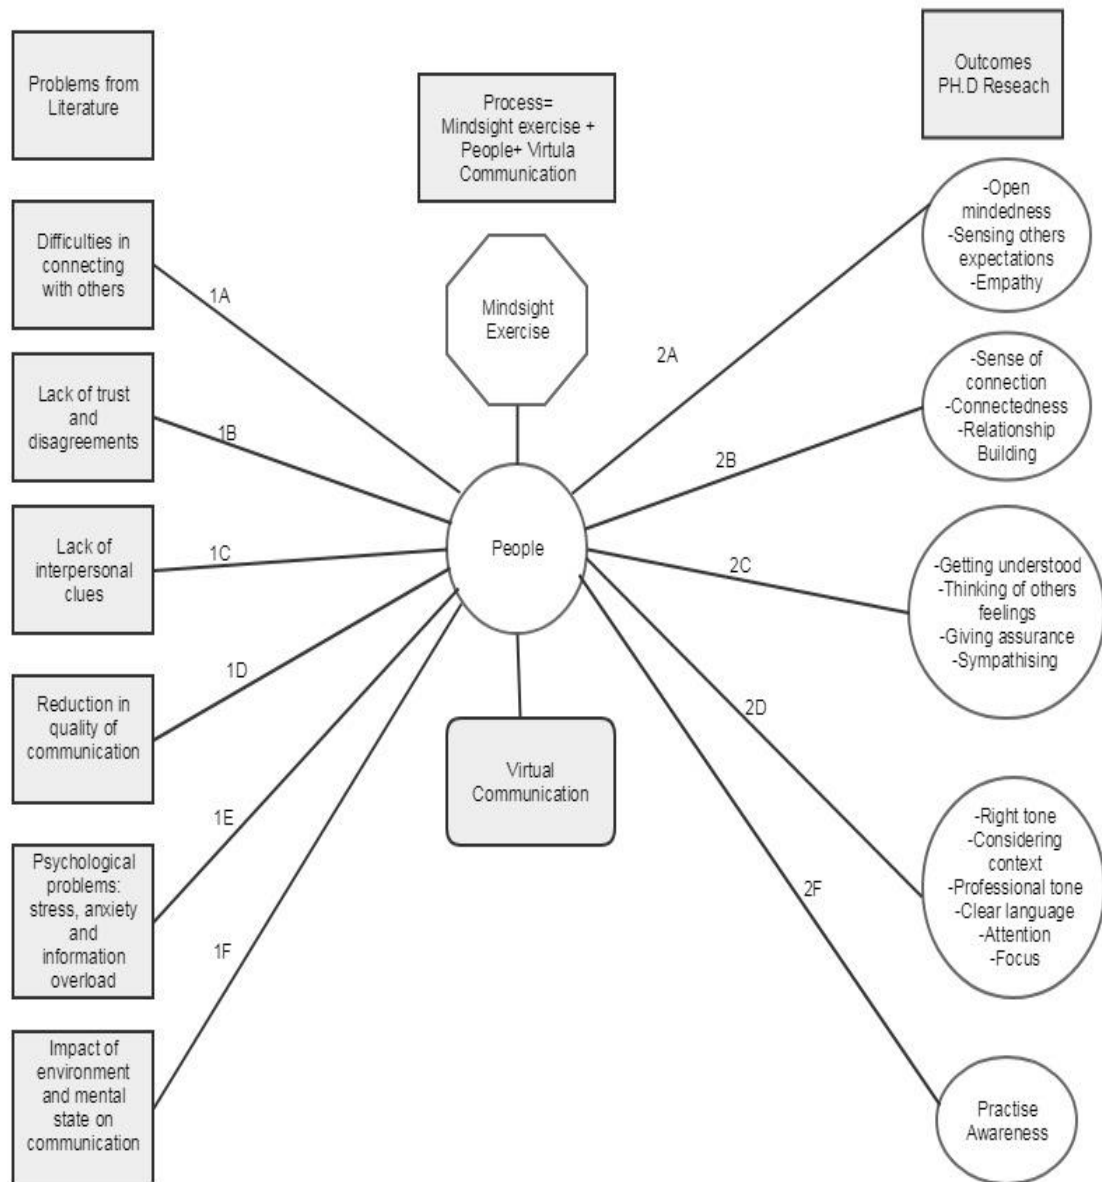 Problems from
Literature
Process=
Mindsight exercise +
People+ Virtula
Communication
Outcomes
PH.D Reseach
Difficulties in
connecting
with others
Lack of trust
and
disagreements
Lack of
interpersonal
clues
Reduction in
quality of
communication
Psychological
problems:
stress, anxiety
and
information
overload
Impact of
environment
and mental
state on
communication
1A
1B
1C
1D
1E
1F
Mindsight
Exercise
People
Virtual
Communication
2A
2B
2C
2D
2F
-Open
mindedness
-Sensing others
expectations
-Empathy
-Sense of
connection
-Connectedness
-Relationship
Building
-Getting understood
-Thinking of others
feelings
-Giving assurance
-Sympathising
-Right tone
-Considering
context
-Professional tone
-Clear language
-Attention
-Focus
Practise
Awareness